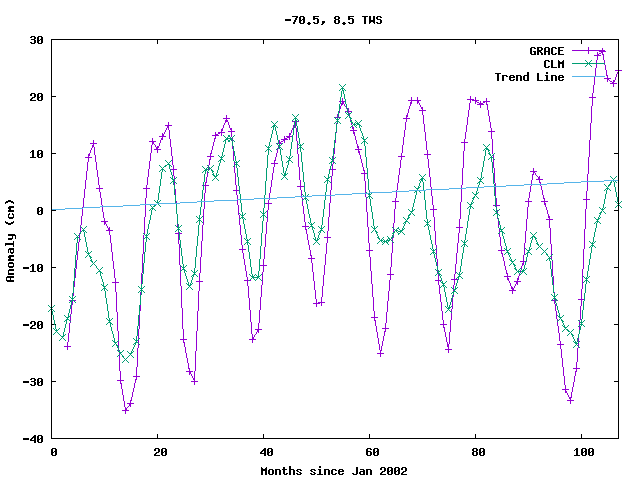 -70.5, 8.5 TWS
GRACE
CLM
Trend Line
30
20
10
0
-10
-20
-30
-40
Anomaly (cm)
0 20 40 60 80 100
Months since Jan 2002